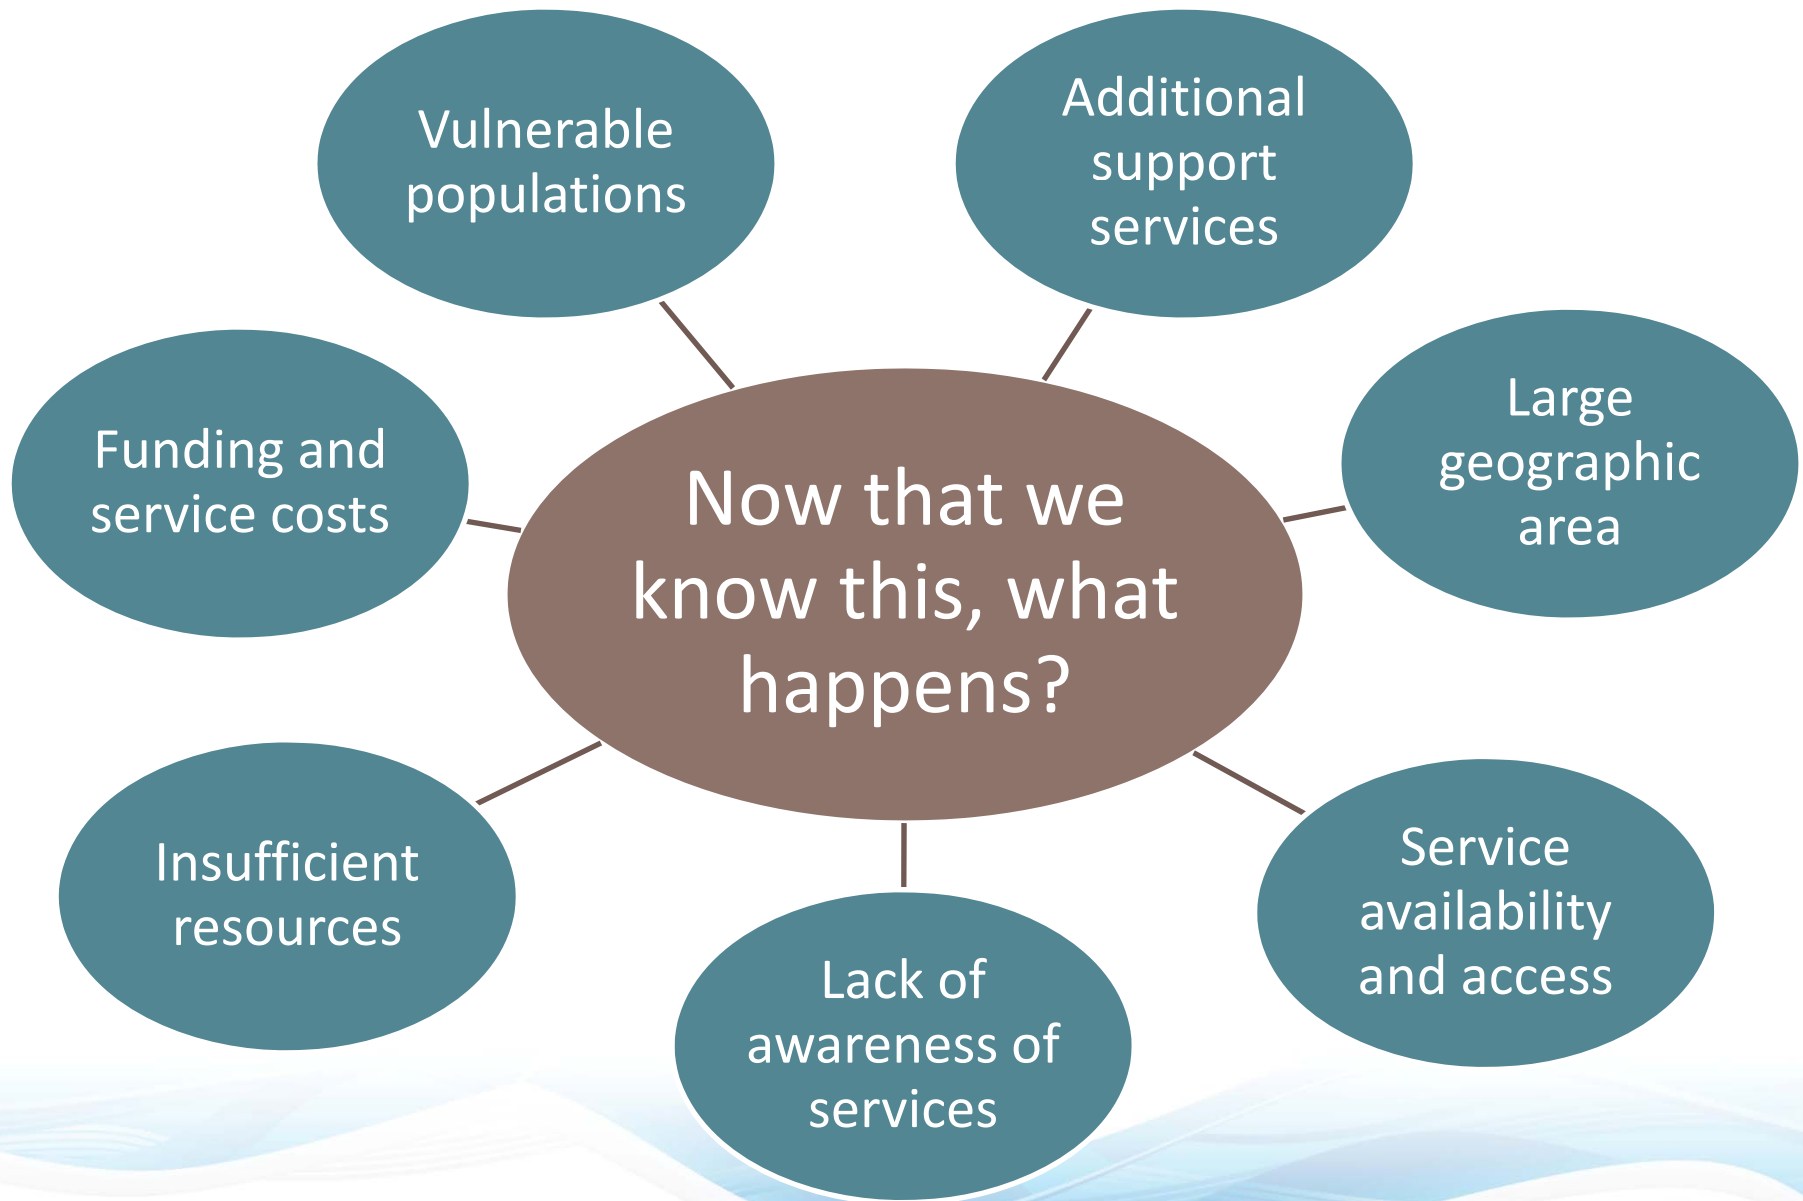 Vulnerable
populations
Additional
support
services
Large
geographic
area
Service
availability
and access
Lack of
awareness of
services
Insufficient
resources
Funding and
service costs
Now that we
know this, what
happens?